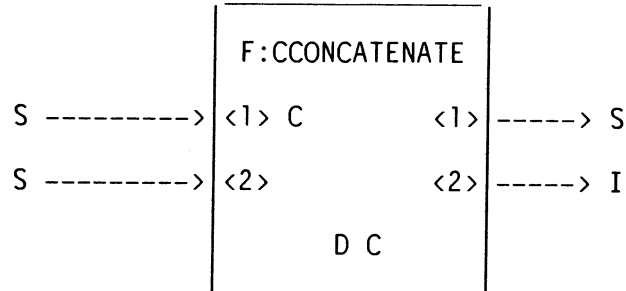 F:CCONCATENATE
S ---------> <1> C <1> -----> S
S ---------> <2> <2> -----> I
D C